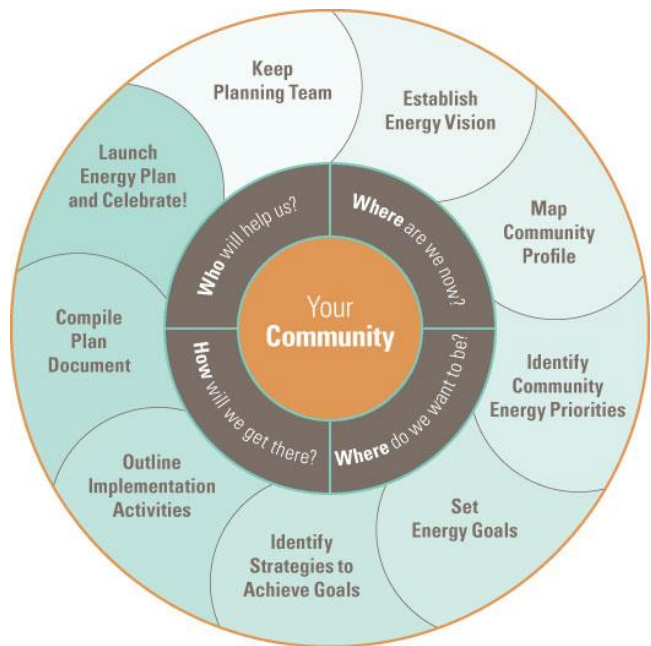 Keep
Planning Team
Establish
Energy Vision
Map
Community
Profile
Identify
Community
Energy Priorities
Set
Energy Goals
Identify
Strategies to
Achieve Goals
Outline
Implementation
Activities
Compile
Plan
Document
Launch
Energy Plan
and Celebrate!
Who will help us?
Where are we now?
Where do we want to be?
How will we get there?
Your
Community